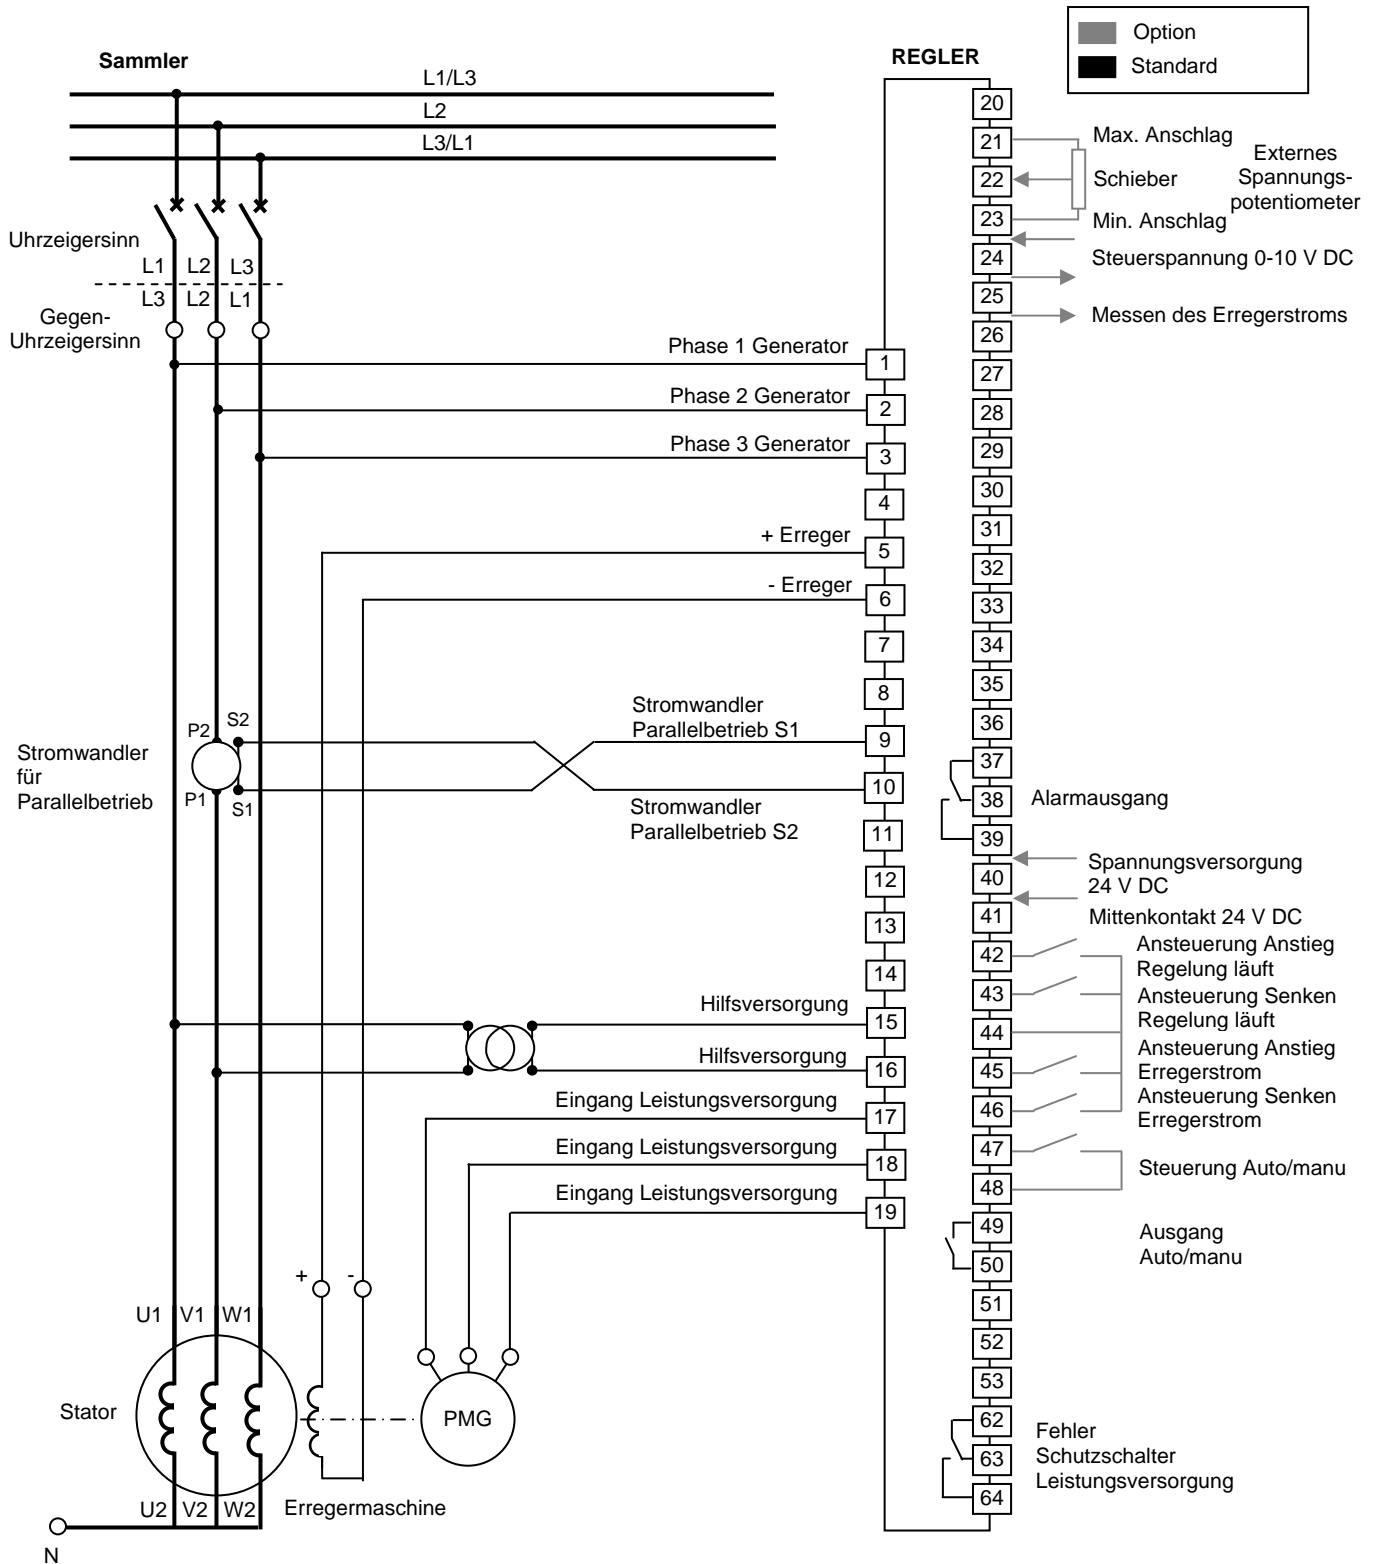 Option
Standard
Sammler
REGLER
L1/L3
L2
L3/L1
20
21
22
23
24
25
26
27
28
29
30
31
32
33
34
35
36
37
38
39
40
41
42
43
44
45
46
47
48
49
50
51
52
53
62
63
64
Max. Anschlag
Schieber
Min. Anschlag
Externes
Spannungs-
potentiometer
Steuerspannung 0-10 V DC
Messen des Erregerstroms
Uhrzeigersinn
L1 L2 L3
L3 L2 L1
Gegen-
Uhrzeigersinn
Phase 1 Generator
1
Phase 2 Generator
2
Phase 3 Generator
3
4
+ Erreger
5
- Erreger
6
7
8
Stromwandler
Parallelbetrieb S1
9
10
Stromwandler
Parallelbetrieb S2
11
12
13
14
P2
S2
P1
S1
Stromwandler
für
Parallelbetrieb
Alarmausgang
Spannungsversorgung
24 V DC
Mittenkontakt 24 V DC
Ansteuerung Anstieg
Regelung läuft
Ansteuerung Senken
Regelung läuft
Ansteuerung Anstieg
Erregerstrom
Ansteuerung Senken
Erregerstrom
Steuerung Auto/manu
Ausgang
Auto/manu
Hilfsversorgung
15
Hilfsversorgung
16
Eingang Leistungsversorgung
17
Eingang Leistungsversorgung
18
Eingang Leistungsversorgung
19
+ -
U1 V1 W1
Stator
PMG
U2 V2 W2
Erregermaschine
N
Fehler
Schutzschalter
Leistungsversorgung